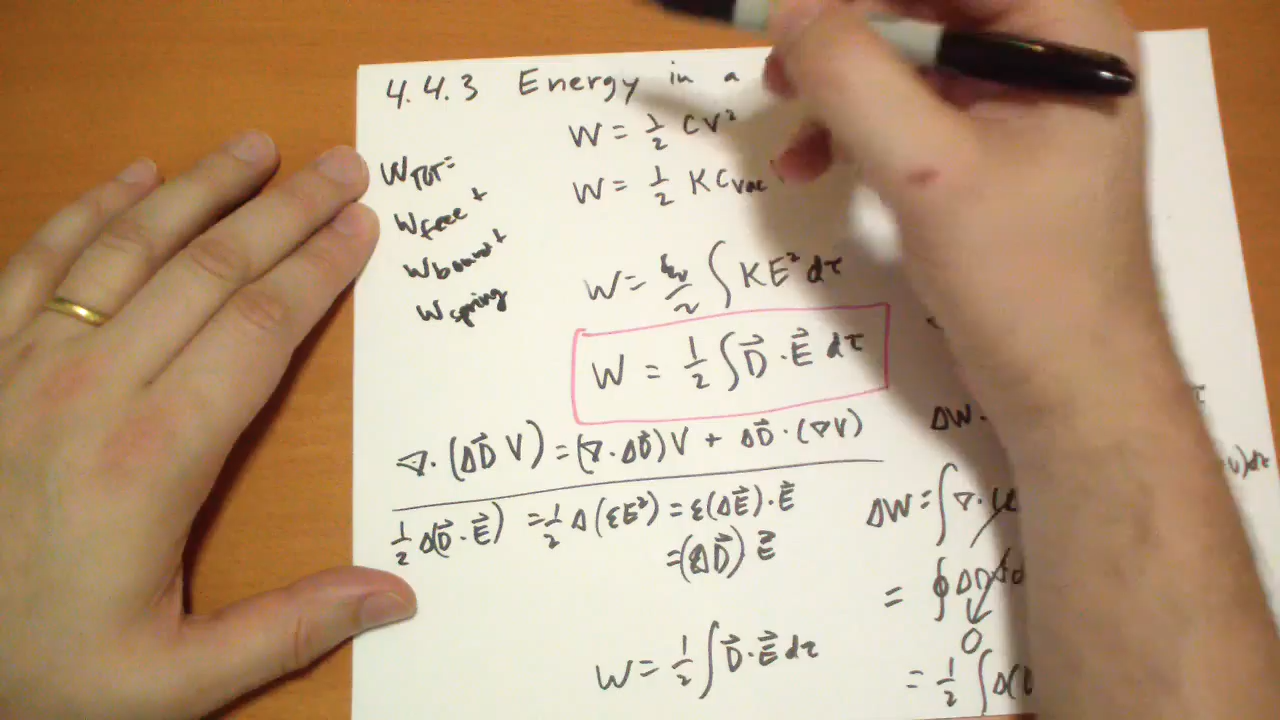 4.4.3 Energy in a
W = 1/2 CV²
W = 1/2 KCvac
W_TOT =
W_free +
W_bound +
W_spring
W = ε₀/2 ∫ KE² dτ
W = 1/2 ∫ D⃗ · E⃗ dτ
∇·(ΔD⃗ V) = (∇·ΔD⃗)V + ΔD⃗·(∇V)
ΔW
1/2 Δ(D⃗·E⃗) = 1/2 Δ(εE²) = ε(ΔE⃗)·E⃗
= (ΔD⃗) E⃗
ΔW = ∫ ∇·
= ∮ ΔD
0
= 1/2 ∫ Δ(D
W = 1/2 ∫ D⃗·E⃗ dτ